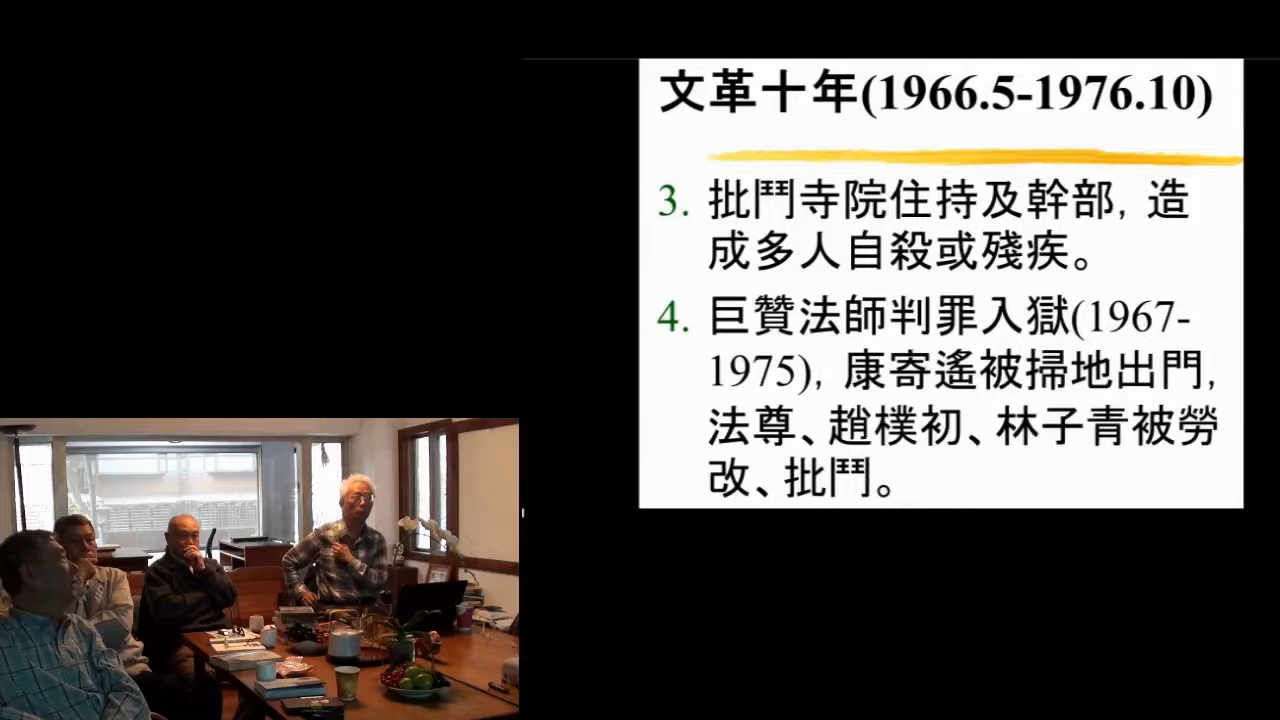 文革十年(1966.5-1976.10)
3. 批鬥寺院住持及幹部, 造
成多人自殺或殘疾。
4. 巨贊法師判罪入獄(1967-
1975), 康寄遙被掃地出門,
法尊、趙樸初、林子青被勞
改、批鬥。